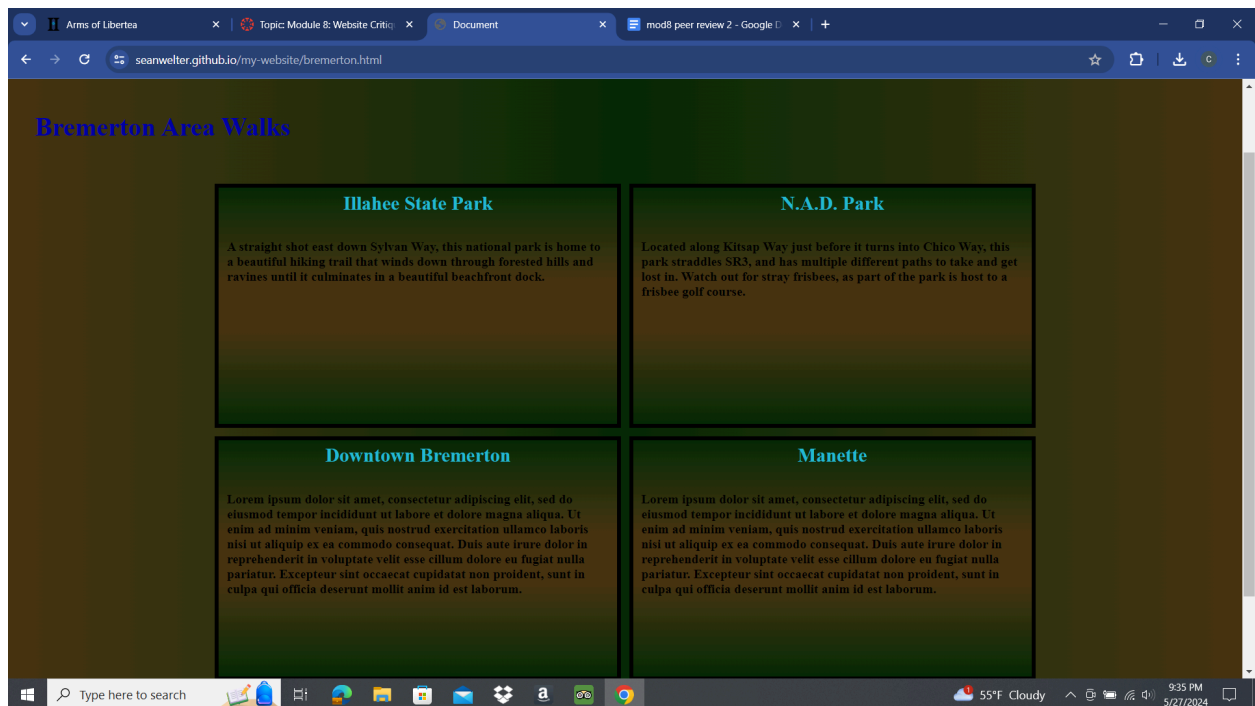 Arms of Libertea
Topic: Module 8: Website Critiq
Document
mod8 peer review 2 - Google D
seanwelter.github.io/my-website/bremerton.html
Bremerton Area Walks
Illahee State Park
A straight shot east down Sylvan Way, this national park is home to
a beautiful hiking trail that winds down through forested hills and
ravines until it culminates in a beautiful beachfront dock.
N.A.D. Park
Located along Kitsap Way just before it turns into Chico Way, this
park straddles SR3, and has multiple different paths to take and get
lost in. Watch out for stray frisbees, as part of the park is host to a
frisbee golf course.
Downtown Bremerton
Lorem ipsum dolor sit amet, consectetur adipiscing elit, sed do
eiusmod tempor incididunt ut labore et dolore magna aliqua. Ut
enim ad minim veniam, quis nostrud exercitation ullamco laboris
nisi ut aliquip ex ea commodo consequat. Duis aute irure dolor in
reprehenderit in voluptate velit esse cillum dolore eu fugiat nulla
pariatur. Excepteur sint occaecat cupidatat non proident, sunt in
culpa qui officia deserunt mollit anim id est laborum.
Manette
Lorem ipsum dolor sit amet, consectetur adipiscing elit, sed do
eiusmod tempor incididunt ut labore et dolore magna aliqua. Ut
enim ad minim veniam, quis nostrud exercitation ullamco laboris
nisi ut aliquip ex ea commodo consequat. Duis aute irure dolor in
reprehenderit in voluptate velit esse cillum dolore eu fugiat nulla
pariatur. Excepteur sint occaecat cupidatat non proident, sunt in
culpa qui officia deserunt mollit anim id est laborum.
Type here to search
55°F Cloudy
9:35 PM
5/27/2024